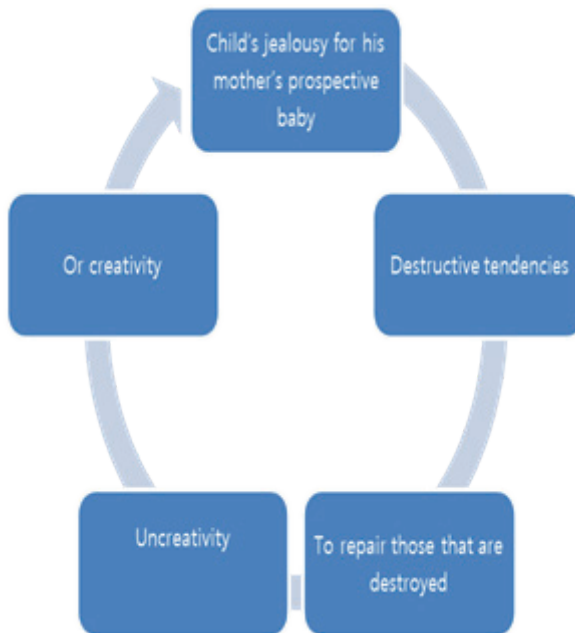 Child's jealousy for his
mother's prospective
baby
Destructive tendencies
To repair those that are
destroyed
Uncreativity
Or creativity